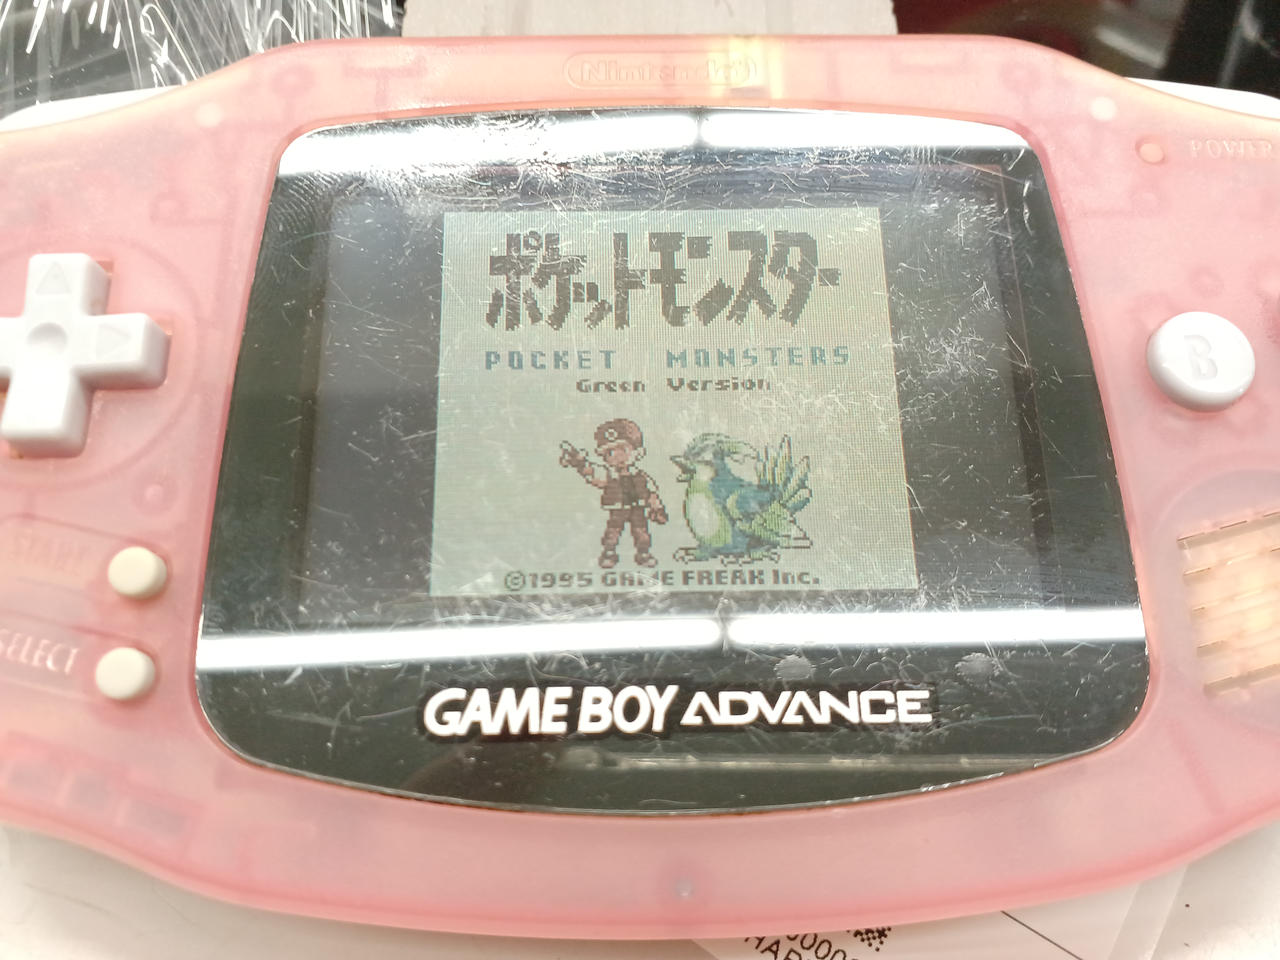 Nintendo
POWER
ポケットモンスター
POCKET MONSTERS
Green Version
B
©1995 GAME FREAK Inc.
START
SELECT
GAME BOY ADVANCE